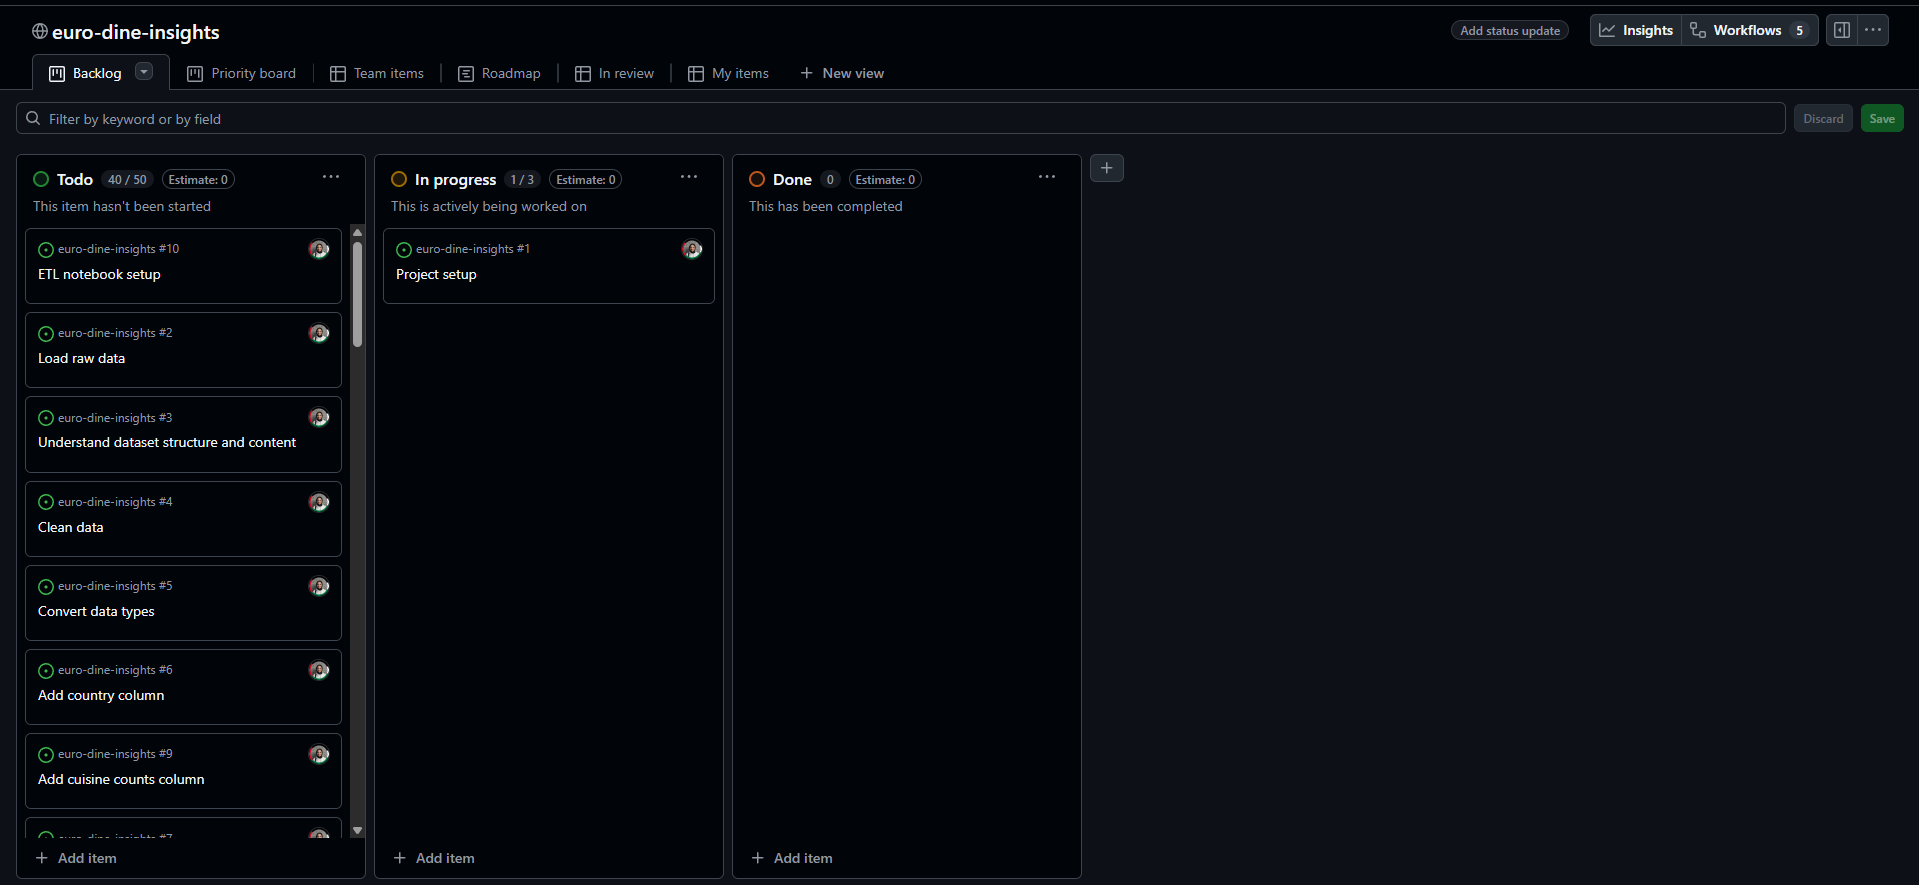 euro-dine-insights
Add status update
Insights
Workflows 5
Backlog
Priority board
Team items
Roadmap
In review
My items
New view
Filter by keyword or by field
Discard
Save
Todo 40 / 50 Estimate: 0
This item hasn't been started
euro-dine-insights #10
ETL notebook setup
euro-dine-insights #2
Load raw data
euro-dine-insights #3
Understand dataset structure and content
euro-dine-insights #4
Clean data
euro-dine-insights #5
Convert data types
euro-dine-insights #6
Add country column
euro-dine-insights #9
Add cuisine counts column
euro-dine-insights #7
Add item
In progress 1 / 3 Estimate: 0
This is actively being worked on
euro-dine-insights #1
Project setup
Add item
Done 0 Estimate: 0
This has been completed
Add item